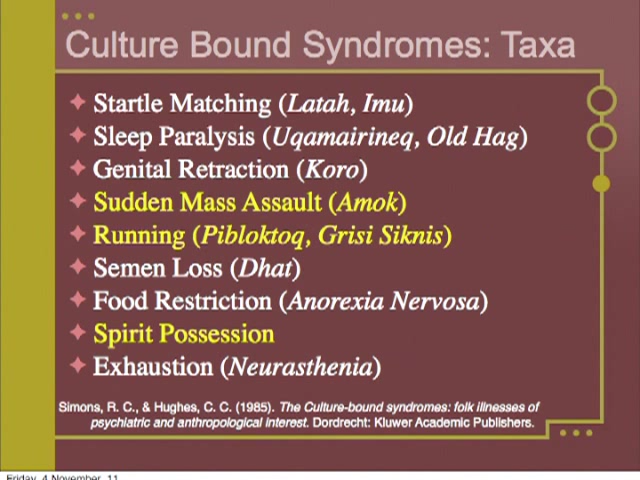 Culture Bound Syndromes: Taxa
Startle Matching (Latah, Imu)
Sleep Paralysis (Uqamairineq, Old Hag)
Genital Retraction (Koro)
Sudden Mass Assault (Amok)
Running (Pibloktoq, Grisi Siknis)
Semen Loss (Dhat)
Food Restriction (Anorexia Nervosa)
Spirit Possession
Exhaustion (Neurasthenia)
Simons, R. C., & Hughes, C. C. (1985). The Culture-bound syndromes: folk illnesses of
psychiatric and anthropological interest. Dordrecht: Kluwer Academic Publishers.
Friday, 4 November, 11